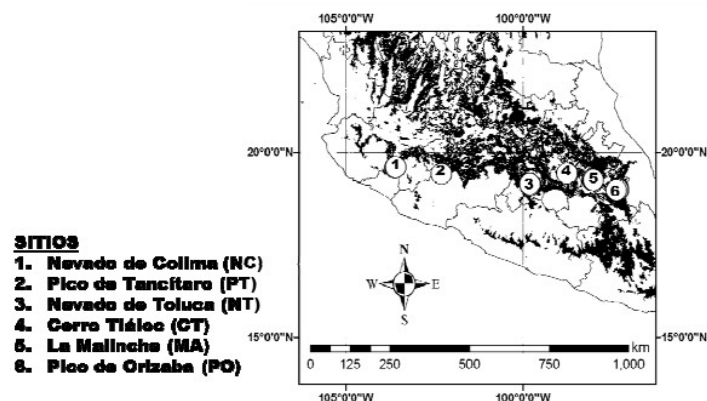 105°0'0"W 100°0'0"W
20°0'0"N 20°0'0"N
1 2 3 4 5 6
SITIOS
1. Nevado de Colima (NC)
2. Pico de Tancítaro (PT)
3. Nevado de Toluca (NT)
4. Cerro Tláloc (CT)
5. La Malinche (MA)
6. Pico de Orizaba (PO)
N
W E
S
15°0'0"N 15°0'0"N
km
0 125 250 500 750 1,000
105°0'0"W 100°0'0"W